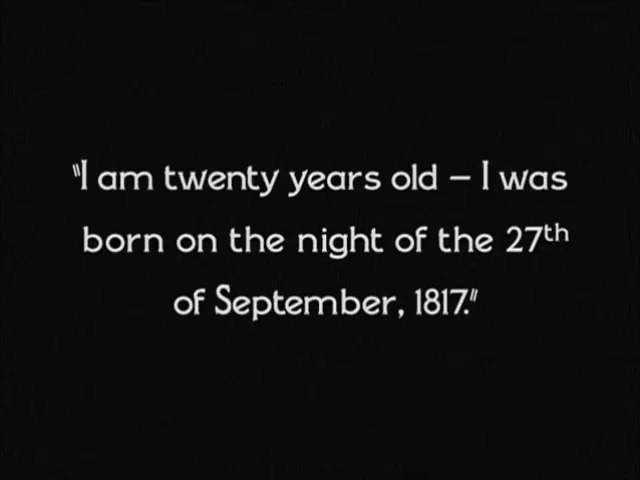 "I am twenty years old – I was
born on the night of the 27th
of September, 1817."